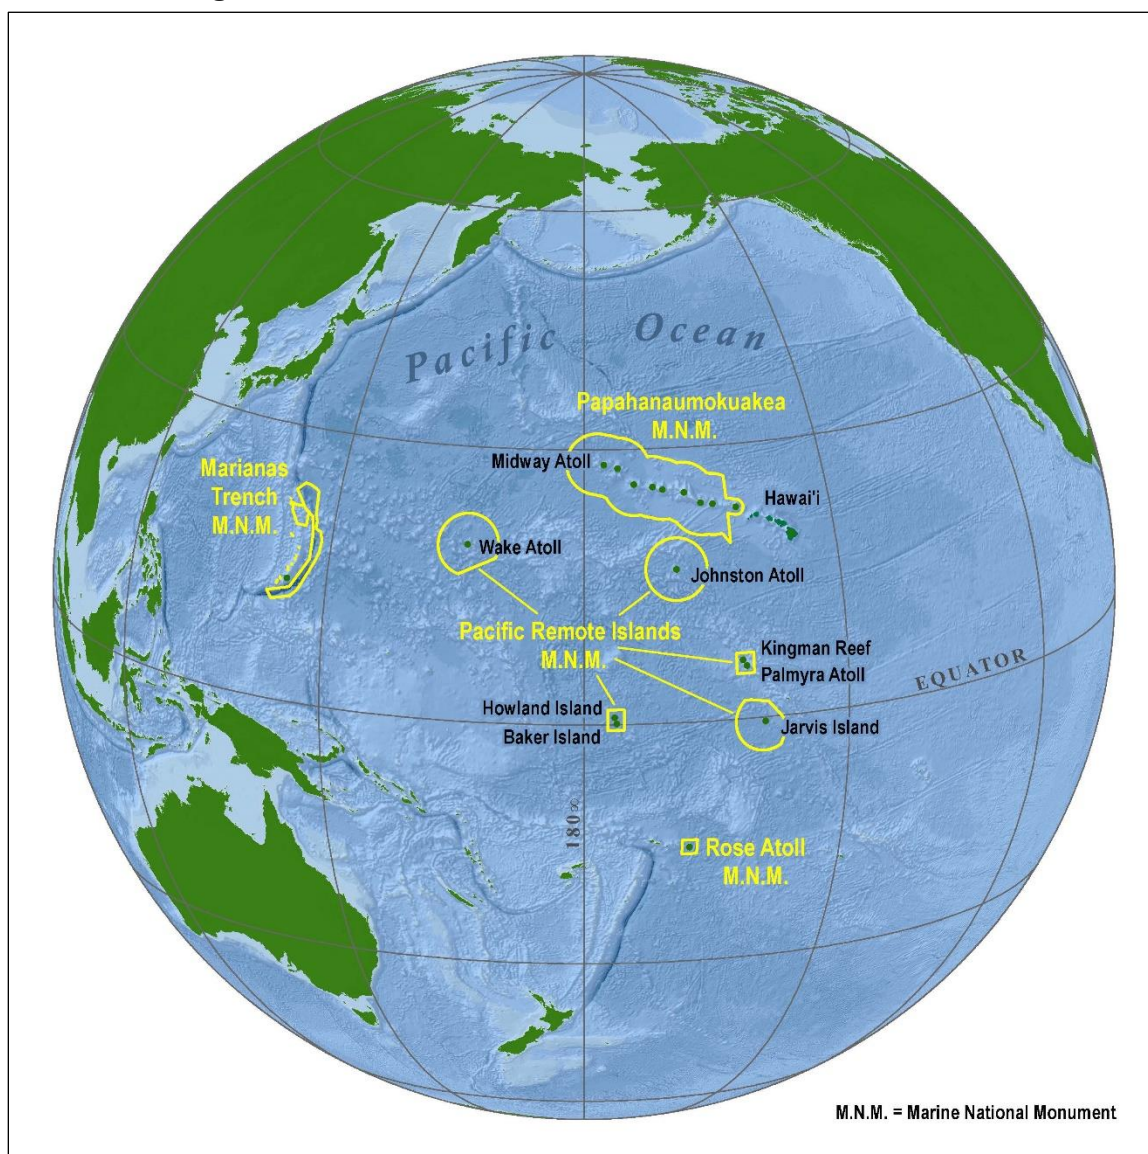 Pacific Ocean
Papahanaumokuakea
M.N.M.
Midway Atoll
Marianas
Trench
M.N.M.
Hawai'i
Wake Atoll
Johnston Atoll
Pacific Remote Islands
M.N.M.
Kingman Reef
Palmyra Atoll
EQUATOR
Howland Island
Baker Island
Jarvis Island
180∞
Rose Atoll
M.N.M.
M.N.M. = Marine National Monument